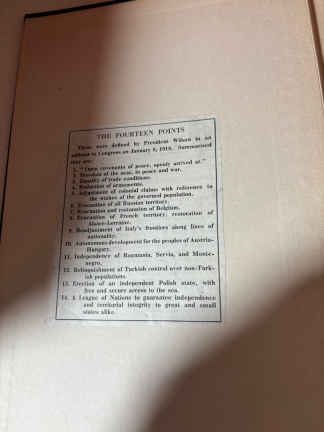 THE FOURTEEN POINTS
These were defined by President Wilson in an
address to Congress on January 8, 1918. Summarized
they are:
1. "Open covenants of peace, openly arrived at."
2. Freedom of the seas, in peace and war.
3. Equality of trade conditions.
4. Reduction of armaments.
5. Adjustment of colonial claims with reference to
the wishes of the governed population.
6. Evacuation of all Russian territory.
7. Evacuation and restoration of Belgium.
8. Evacuation of French territory, restoration of
Alsace-Lorraine.
9. Readjustment of Italy's frontiers along lines of
nationality.
10. Autonomous development for the peoples of Austria-
Hungary.
11. Independence of Roumania, Servia, and Monte-
negro.
12. Relinquishment of Turkish control over non-Turk-
ish populations.
13. Erection of an independent Polish state, with
free and secure access to the sea.
14. A League of Nations to guarantee independence
and territorial integrity to great and small
states alike.